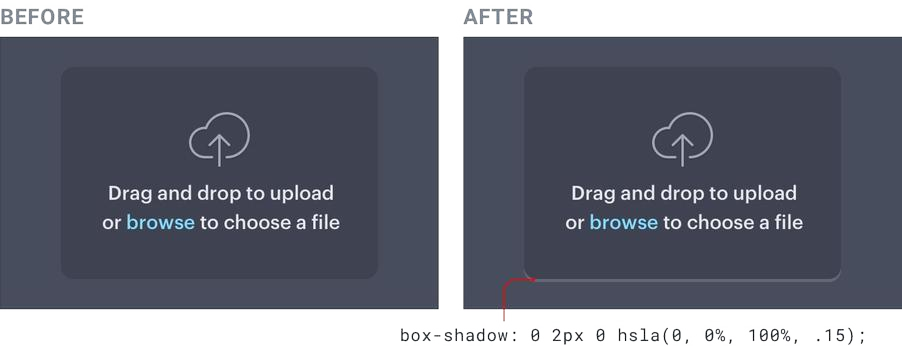 BEFORE
AFTER
Drag and drop to upload
or browse to choose a file
Drag and drop to upload
or browse to choose a file
box-shadow: 0 2px 0 hsla(0, 0%, 100%, .15);